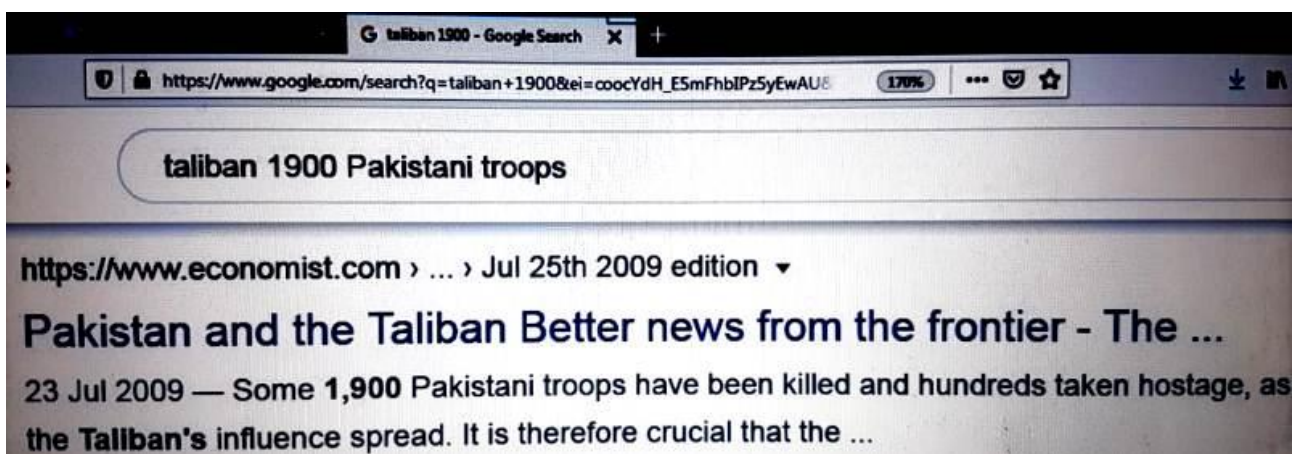 G taliban 1900 - Google Search X +
https://www.google.com/search?q=taliban+1900&ei= 170% •••
taliban 1900 Pakistani troops
https://www.economist.com › ... › Jul 25th 2009 edition
Pakistan and the Taliban Better news from the frontier - The ...
23 Jul 2009 — Some 1,900 Pakistani troops have been killed and hundreds taken hostage, as
the Taliban's influence spread. It is therefore crucial that the ...